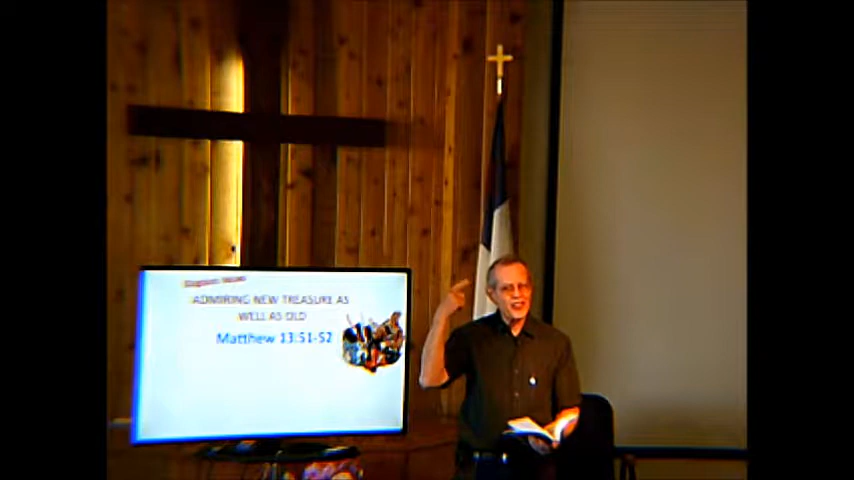 ADMIRING NEW TREASURE AS
WELL AS OLD
Matthew 13:51-52